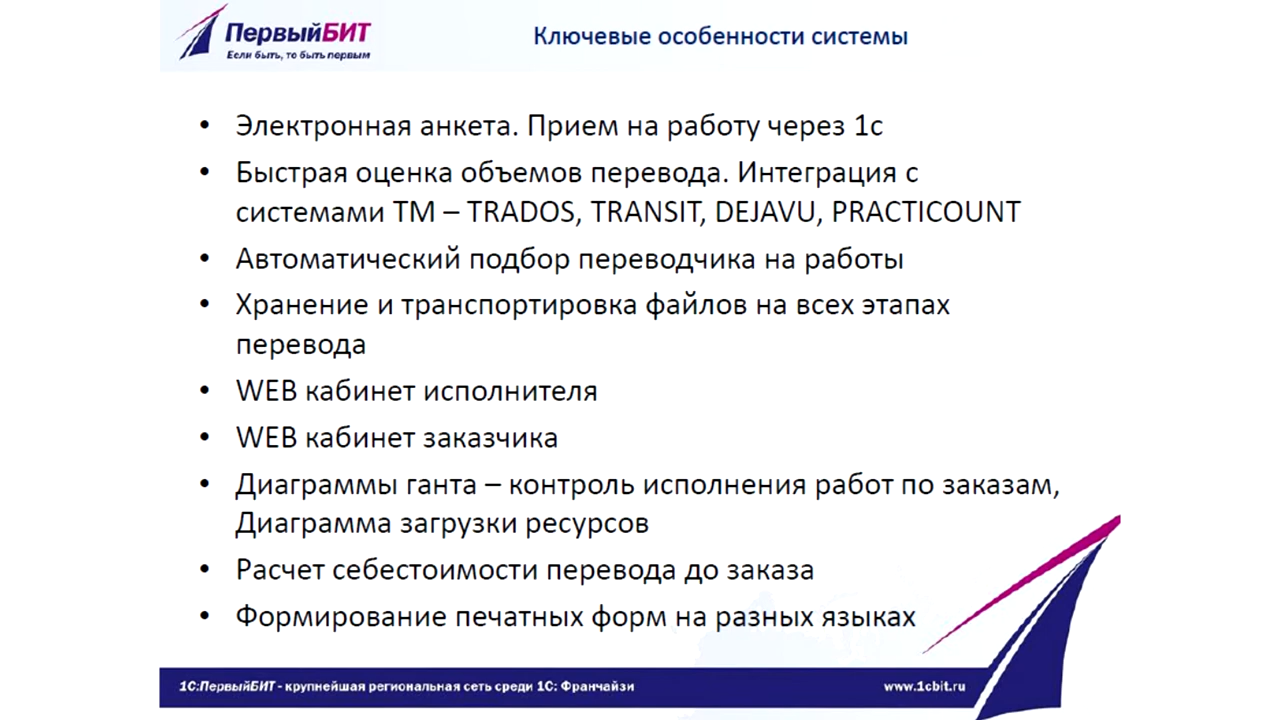 ПервыйБИТ
Если быть, то быть первым
Ключевые особенности системы
• Электронная анкета. Прием на работу через 1с
• Быстрая оценка объемов перевода. Интеграция с
системами ТМ – TRADOS, TRANSIT, DEJAVU, PRACTICOUNT
• Автоматический подбор переводчика на работы
• Хранение и транспортировка файлов на всех этапах
перевода
• WEB кабинет исполнителя
• WEB кабинет заказчика
• Диаграммы ганта – контроль исполнения работ по заказам,
Диаграмма загрузки ресурсов
• Расчет себестоимости перевода до заказа
• Формирование печатных форм на разных языках
1С:ПервыйБИТ - крупнейшая региональная сеть среди 1С: Франчайзи
www.1cbit.ru